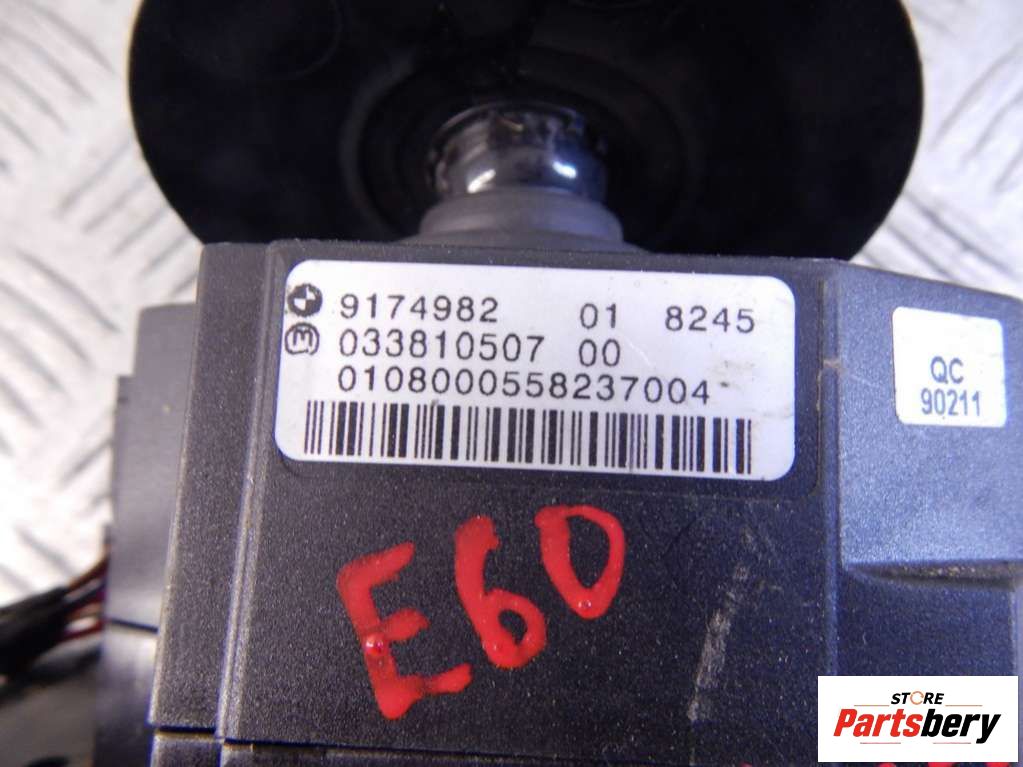 9174982 01 8245
033810507 00
0108000558237004
QC
90211
E60
STORE
Partsbery